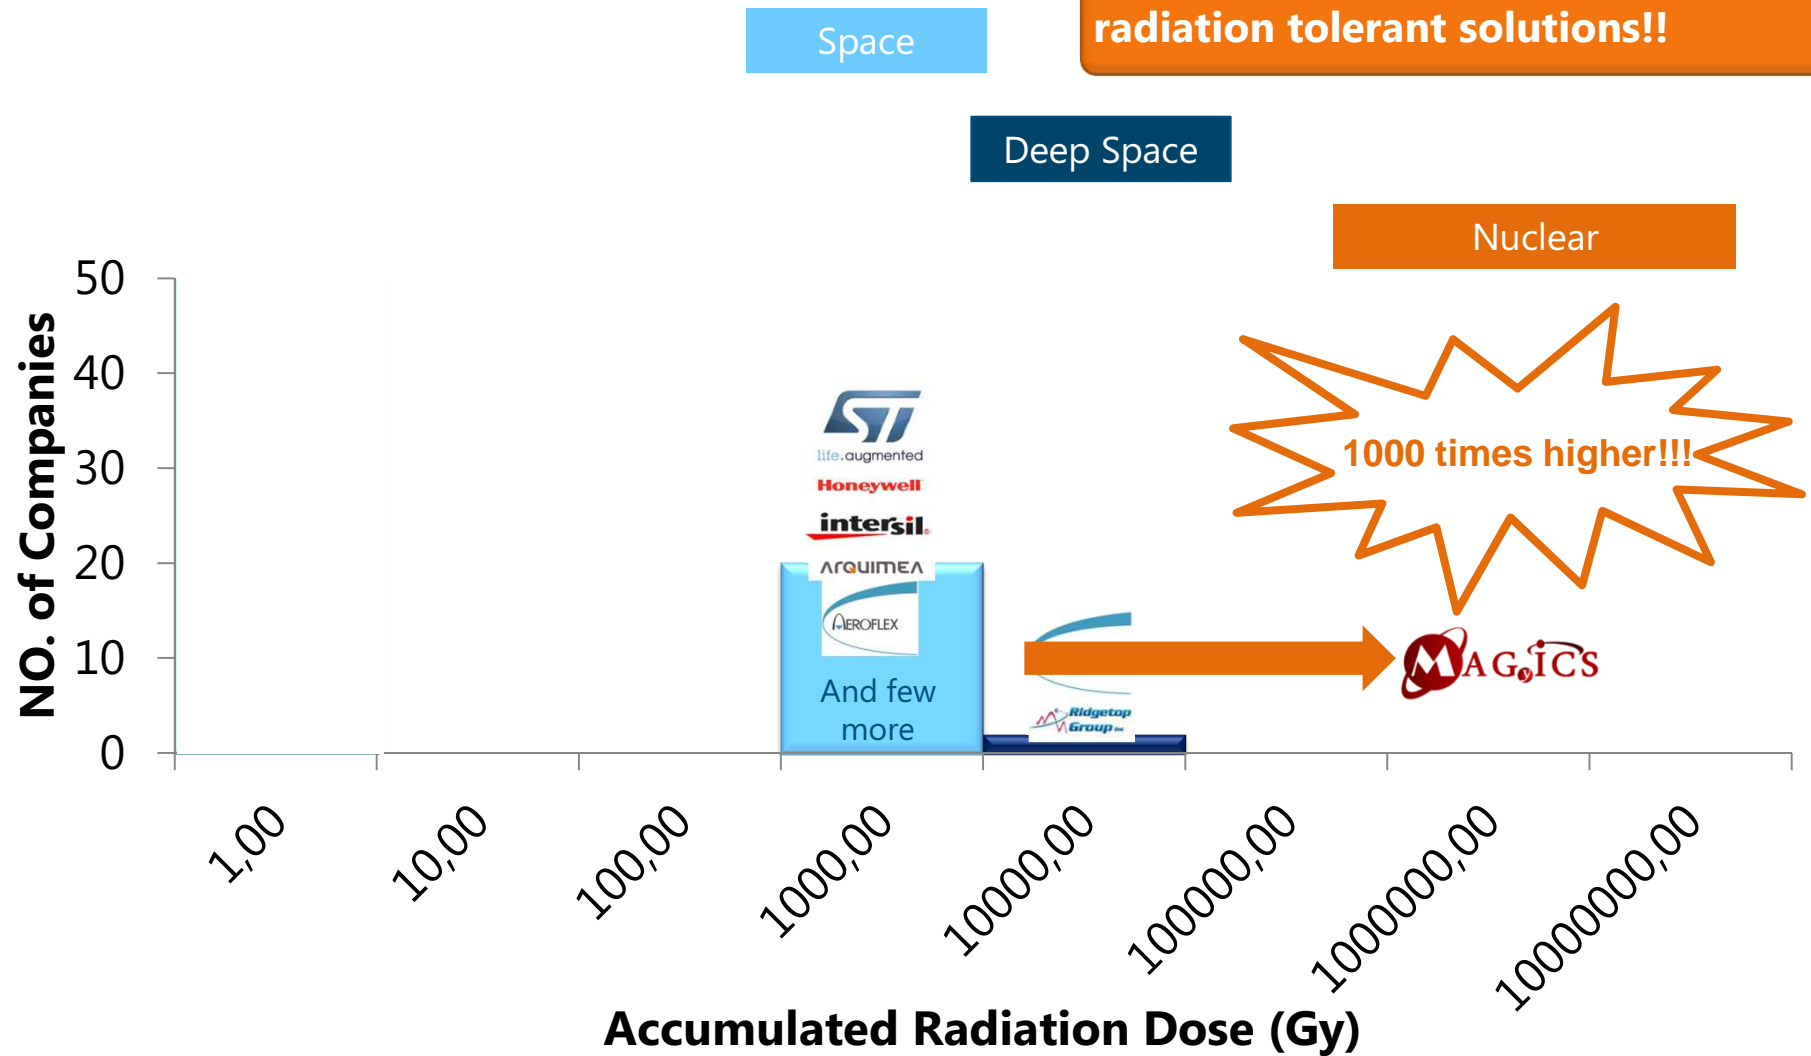 radiation tolerant solutions!!
Space
Deep Space
Nuclear
NO. of Companies
50
40
30
20
10
0
life.augmented
Honeywell
intersil
ARQUIMEA
AEROFLEX
And few
more
Ridgetop
Group inc
1000 times higher!!!
MAGyICS
1,00
10,00
100,00
1000,00
10000,00
100000,00
1000000,00
10000000,00
Accumulated Radiation Dose (Gy)